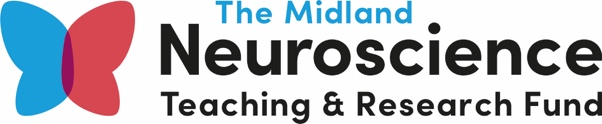 The Midland
Neuroscience
Teaching & Research Fund